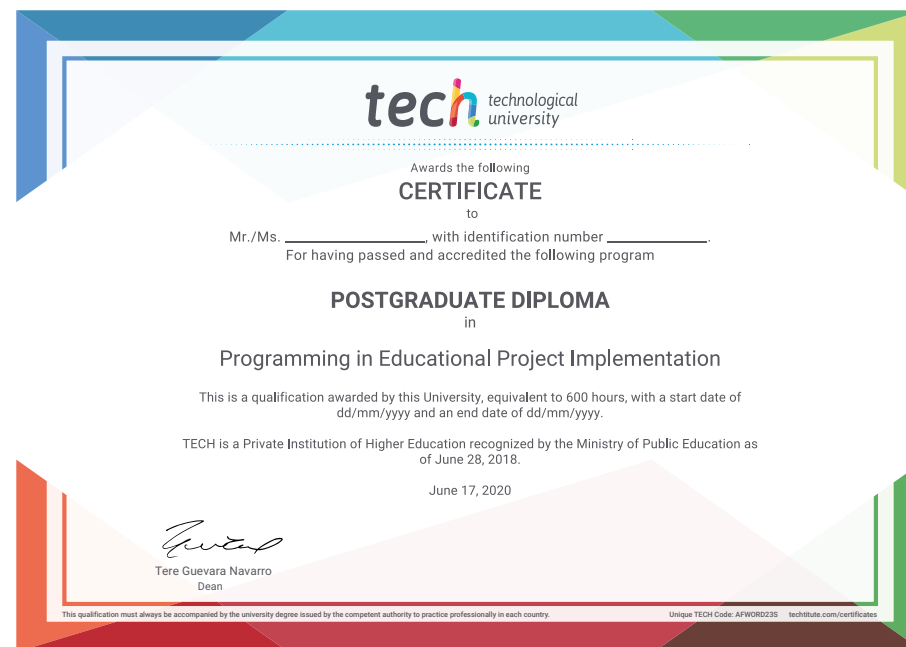 tech technological
university
Awards the following
CERTIFICATE
to
Mr./Ms. ____________________, with identification number ______________.
For having passed and accredited the following program
POSTGRADUATE DIPLOMA
in
Programming in Educational Project Implementation
This is a qualification awarded by this University, equivalent to 600 hours, with a start date of
dd/mm/yyyy and an end date of dd/mm/yyyy.
TECH is a Private Institution of Higher Education recognized by the Ministry of Public Education as
of June 28, 2018.
June 17, 2020
Tere Guevara Navarro
Dean
This qualification must always be accompanied by the university degree issued by the competent authority to practice professionally in each country. Unique TECH Code: AFWORD23S techtitute.com/certificates